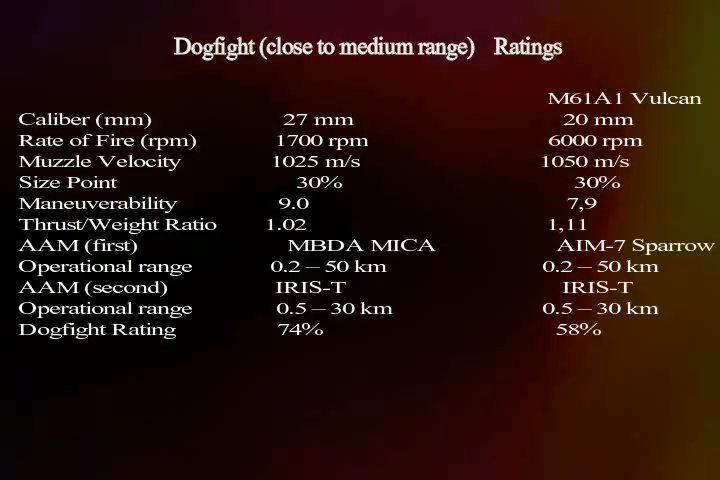 Dogfight (close to medium range) Ratings
M61A1 Vulcan
Caliber (mm) 27 mm 20 mm
Rate of Fire (rpm) 1700 rpm 6000 rpm
Muzzle Velocity 1025 m/s 1050 m/s
Size Point 30% 30%
Maneuverability 9.0 7,9
Thrust/Weight Ratio 1.02 1,11
AAM (first) MBDA MICA AIM-7 Sparrow
Operational range 0.2 – 50 km 0.2 – 50 km
AAM (second) IRIS-T IRIS-T
Operational range 0.5 – 30 km 0.5 – 30 km
Dogfight Rating 74% 58%